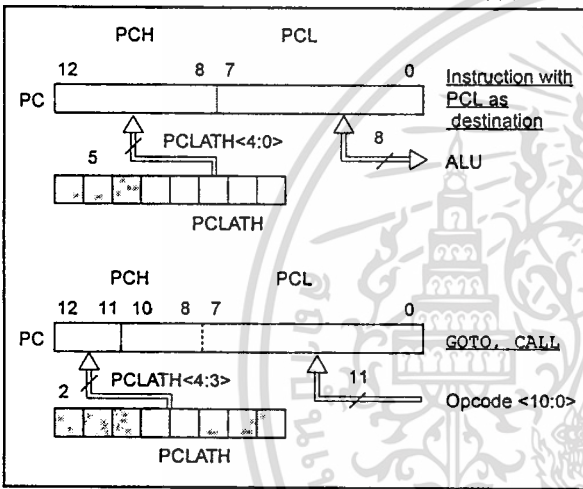 PCH PCL
12 8 7 0
PC
Instruction with
PCL as
destination
5 PCLATH<4:0> 8
ALU
PCLATH
PCH PCL
12 11 10 8 7 0
PC
GOTO, CALL
2 PCLATH<4:3> 11
Opcode <10:0>
PCLATH